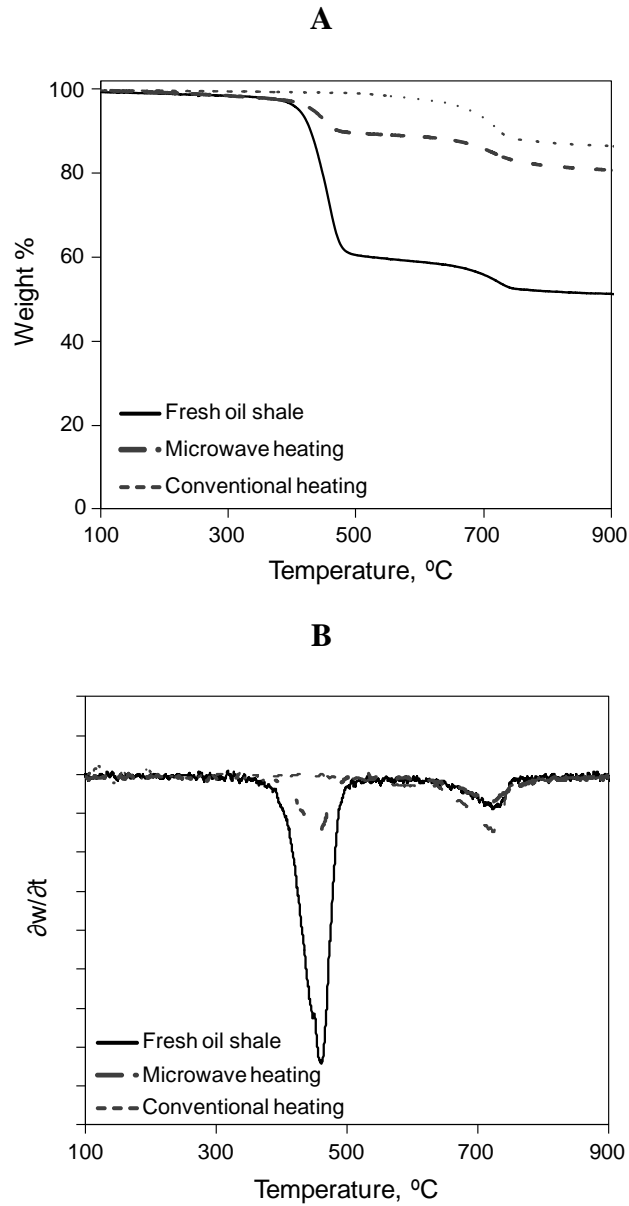 A
100
80
60
40
20
0
Weight %
Fresh oil shale
Microwave heating
Conventional heating
100 300 500 700 900
Temperature, ºC
B
∂w/∂t
Fresh oil shale
Microwave heating
Conventional heating
100 300 500 700 900
Temperature, ºC